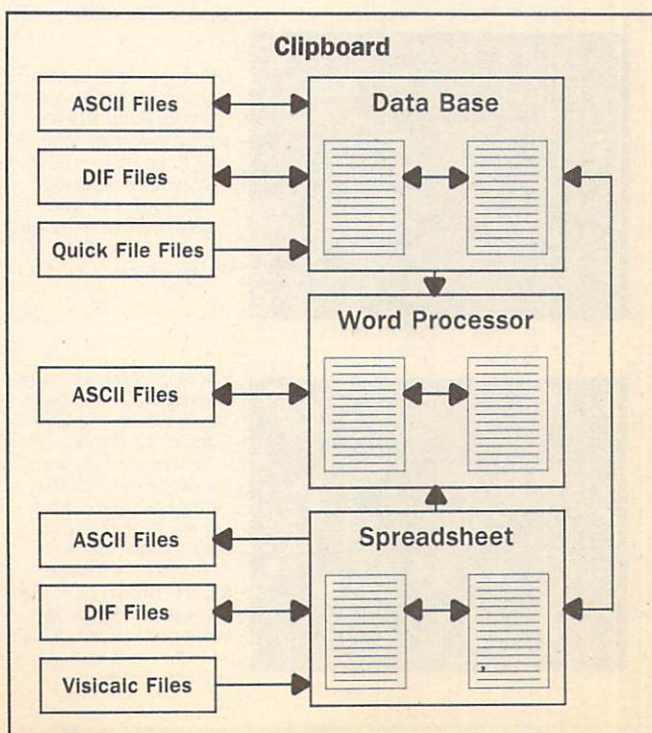 Clipboard
ASCII Files
Data Base
DIF Files
Quick File Files
Word Processor
ASCII Files
ASCII Files
Spreadsheet
DIF Files
Visicalc Files